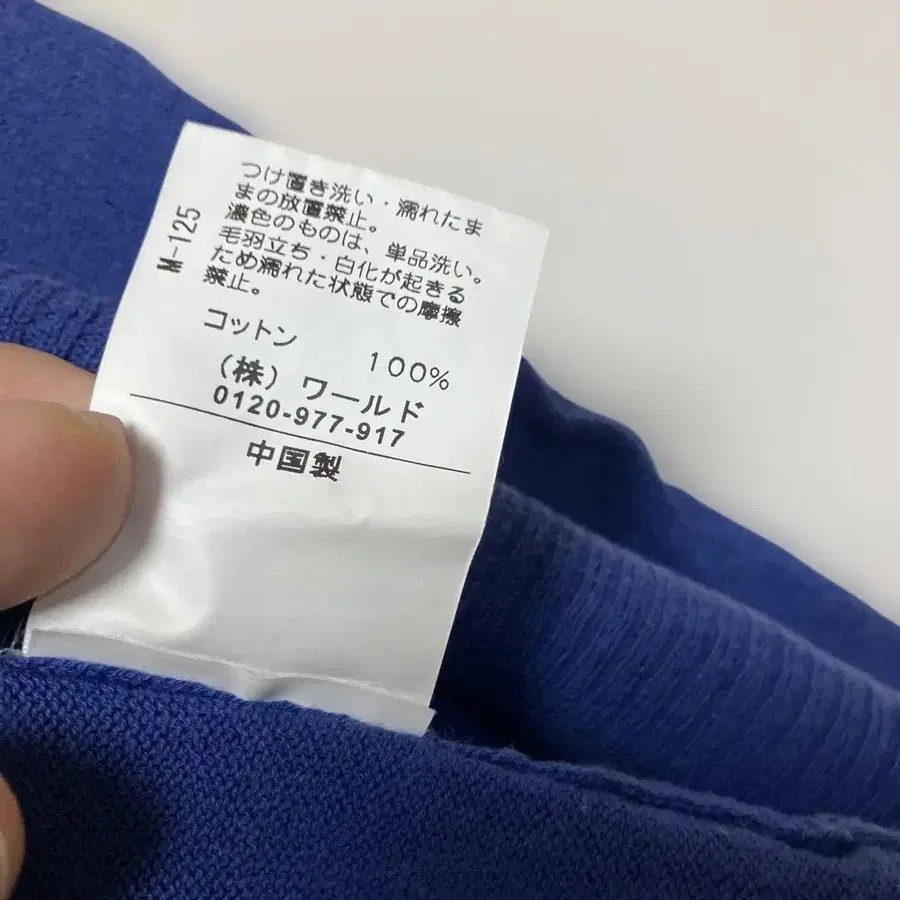 つけ置き洗い・濡れたま
まの放置禁止。
濃色のものは、単品洗い。
毛羽立ち・白化が起きる
ため濡れた状態での摩擦
禁止。
M-125
コットン 100%
(株) ワールド
0120-977-917
中国製